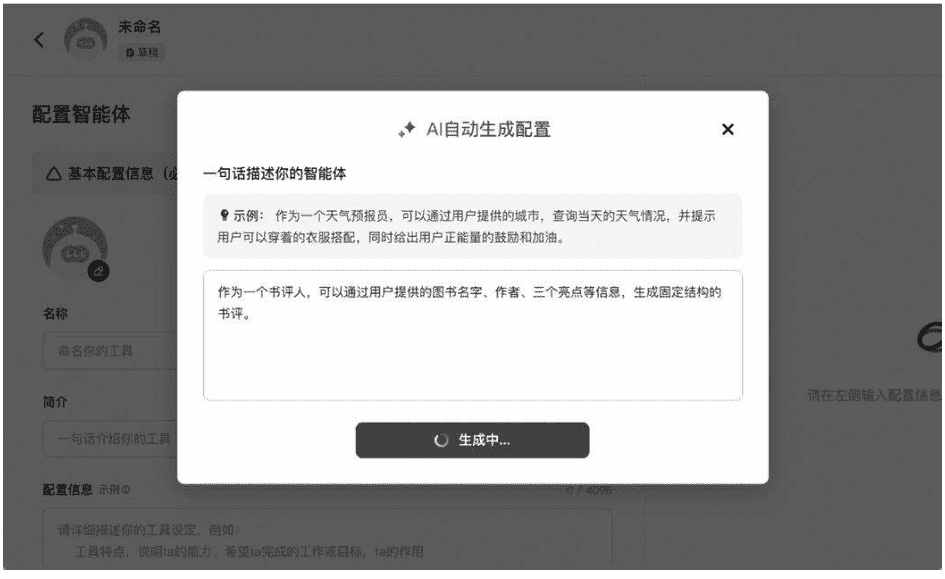 未命名
草稿
配置智能体
基本配置信息（必
名称
命名你的工具
简介
一句话介绍你的工具
配置信息 示例
0 / 4096
请详细描述你的工具设定，例如：
工具特点，说明ta的能力、希望ta完成的工作或目标，ta的作用
AI自动生成配置
一句话描述你的智能体
示例： 作为一个天气预报员，可以通过用户提供的城市，查询当天的天气情况，并提示
用户可以穿着的衣服搭配，同时给出用户正能量的鼓励和加油。
作为一个书评人，可以通过用户提供的图书名字、作者、三个亮点等信息，生成固定结构的
书评。
生成中...
请在左侧输入配置信息